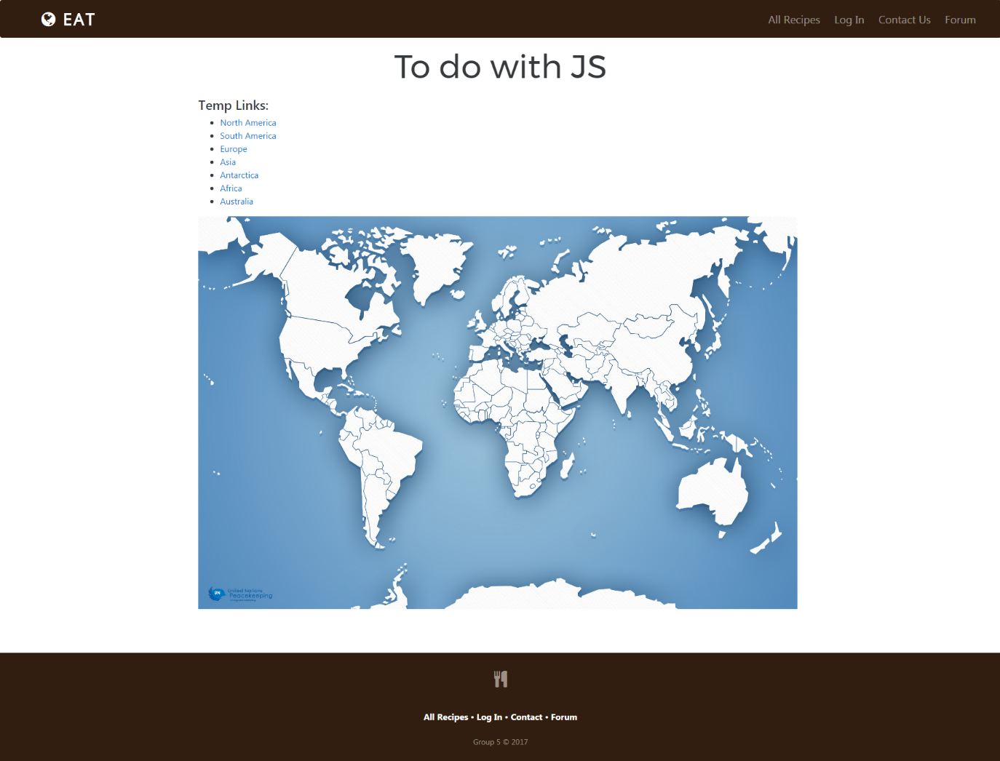 EAT
All Recipes Log In Contact Us Forum
To do with JS
Temp Links:
North America
South America
Europe
Asia
Antarctica
Africa
Australia
UN
United Nations
Peacekeeping
All Recipes • Log In • Contact • Forum
Group 5 © 2017